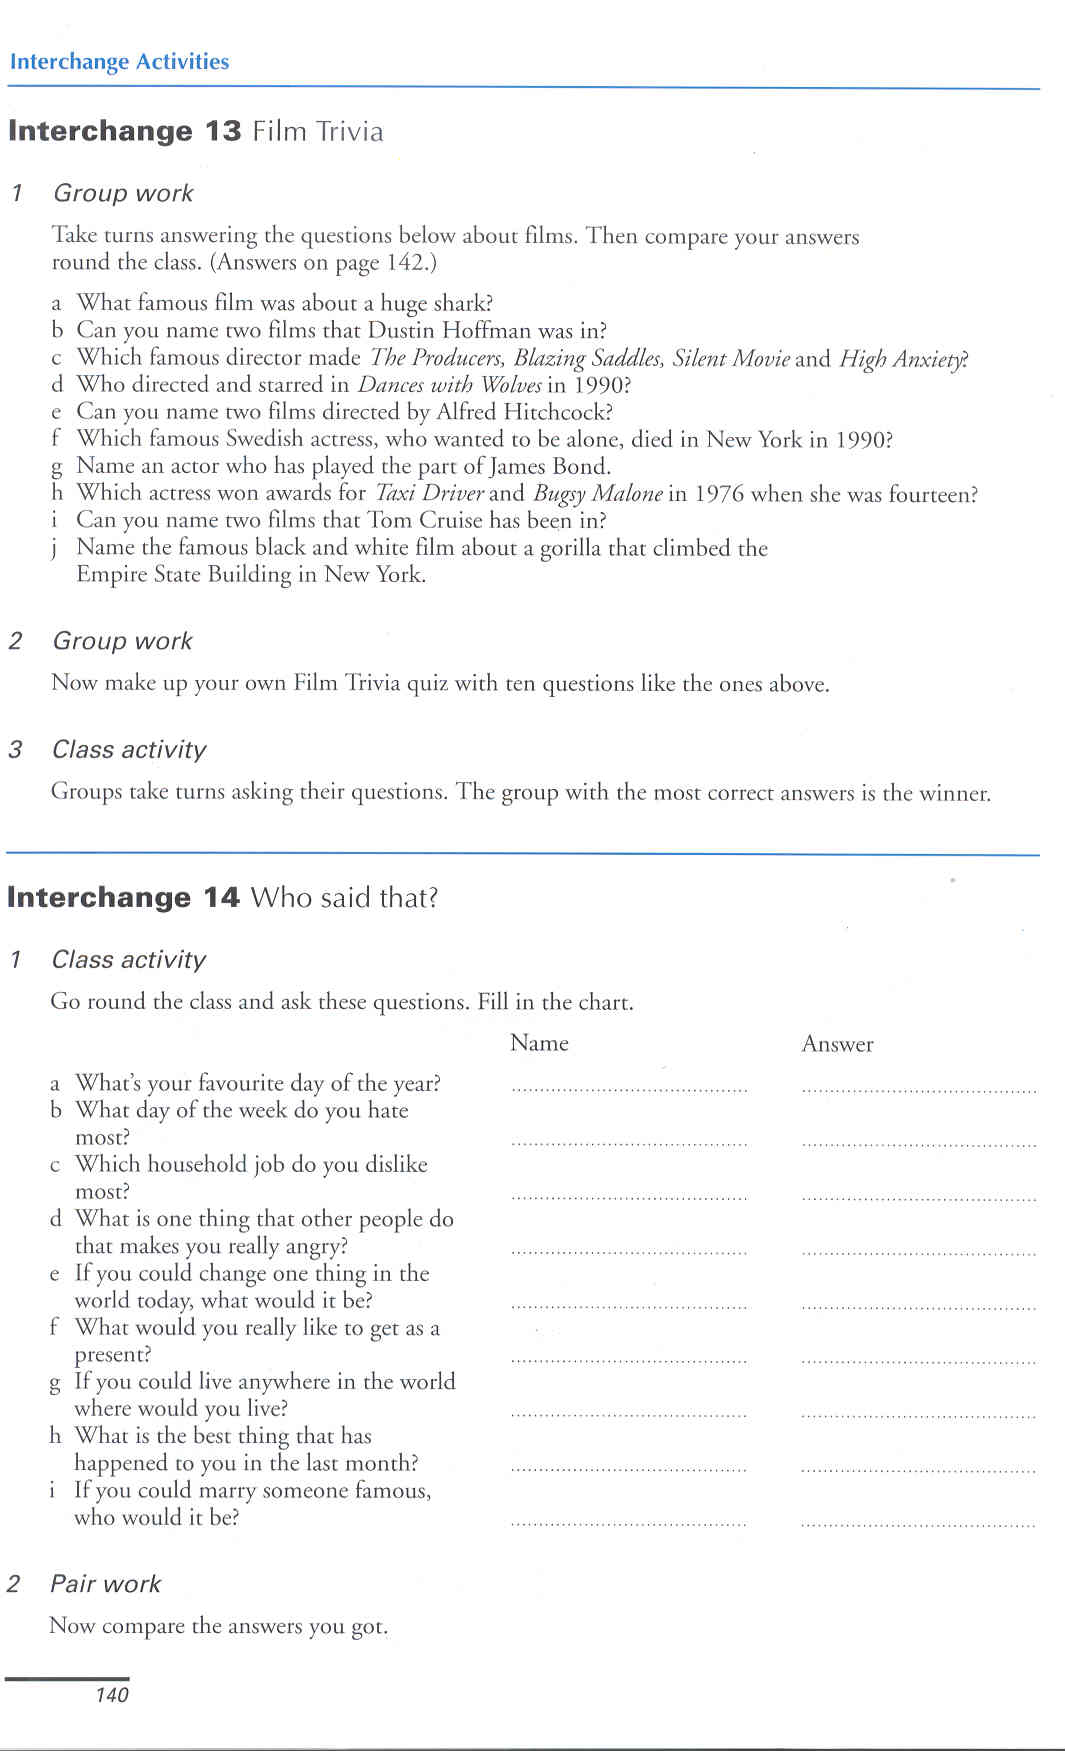 Interchange Activities
Interchange 13 Film Trivia
1 Group work
Take turns answering the questions below about films. Then compare your answers
round the class. (Answers on page 142.)
a What famous film was about a huge shark?
b Can you name two films that Dustin Hoffman was in?
c Which famous director made The Producers, Blazing Saddles, Silent Movie and High Anxiety?
d Who directed and starred in Dances with Wolves in 1990?
e Can you name two films directed by Alfred Hitchcock?
f Which famous Swedish actress, who wanted to be alone, died in New York in 1990?
g Name an actor who has played the part of James Bond.
h Which actress won awards for Taxi Driver and Bugsy Malone in 1976 when she was fourteen?
i Can you name two films that Tom Cruise has been in?
j Name the famous black and white film about a gorilla that climbed the
Empire State Building in New York.
2 Group work
Now make up your own Film Trivia quiz with ten questions like the ones above.
3 Class activity
Groups take turns asking their questions. The group with the most correct answers is the winner.
Interchange 14 Who said that?
1 Class activity
Go round the class and ask these questions. Fill in the chart.
Name Answer
a What's your favourite day of the year?
b What day of the week do you hate
most?
c Which household job do you dislike
most?
d What is one thing that other people do
that makes you really angry?
e If you could change one thing in the
world today, what would it be?
f What would you really like to get as a
present?
g If you could live anywhere in the world
where would you live?
h What is the best thing that has
happened to you in the last month?
i If you could marry someone famous,
who would it be?
2 Pair work
Now compare the answers you got.
140